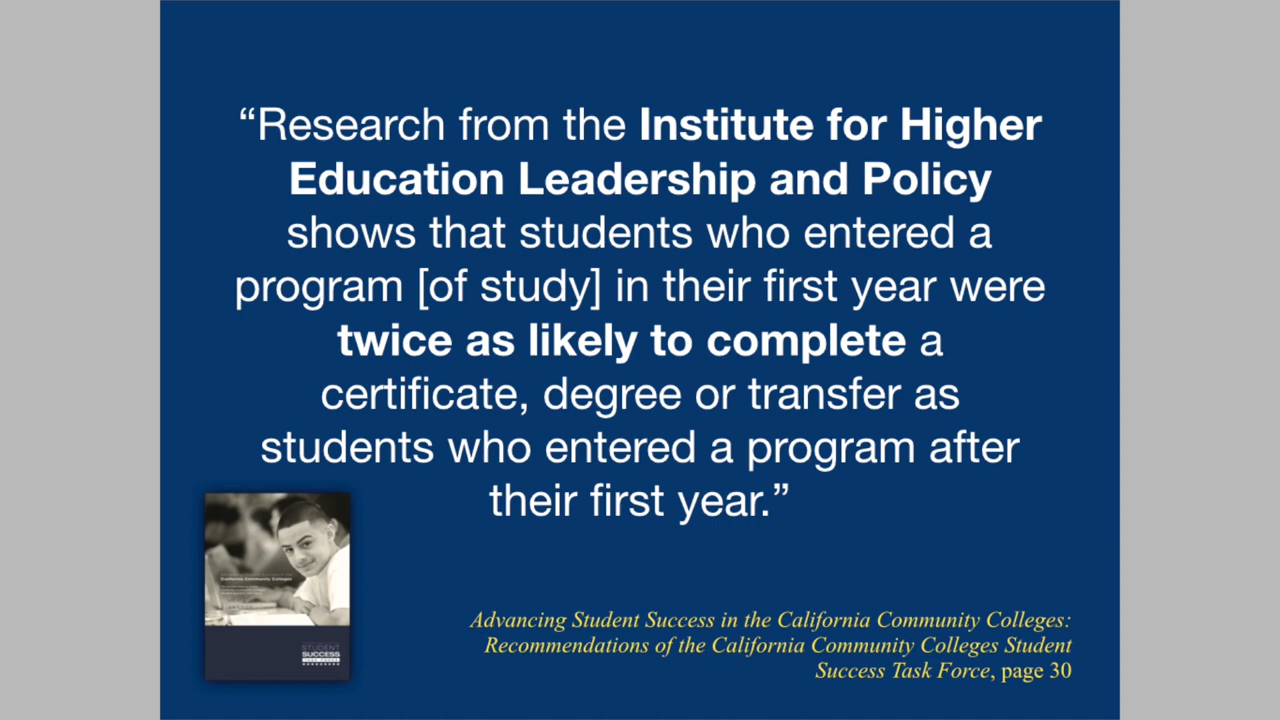 “Research from the Institute for Higher
Education Leadership and Policy
shows that students who entered a
program [of study] in their first year were
twice as likely to complete a
certificate, degree or transfer as
students who entered a program after
their first year.”
California Community Colleges
STUDENT
SUCCESS
TASK FORCE
Advancing Student Success in the California Community Colleges:
Recommendations of the California Community Colleges Student
Success Task Force, page 30